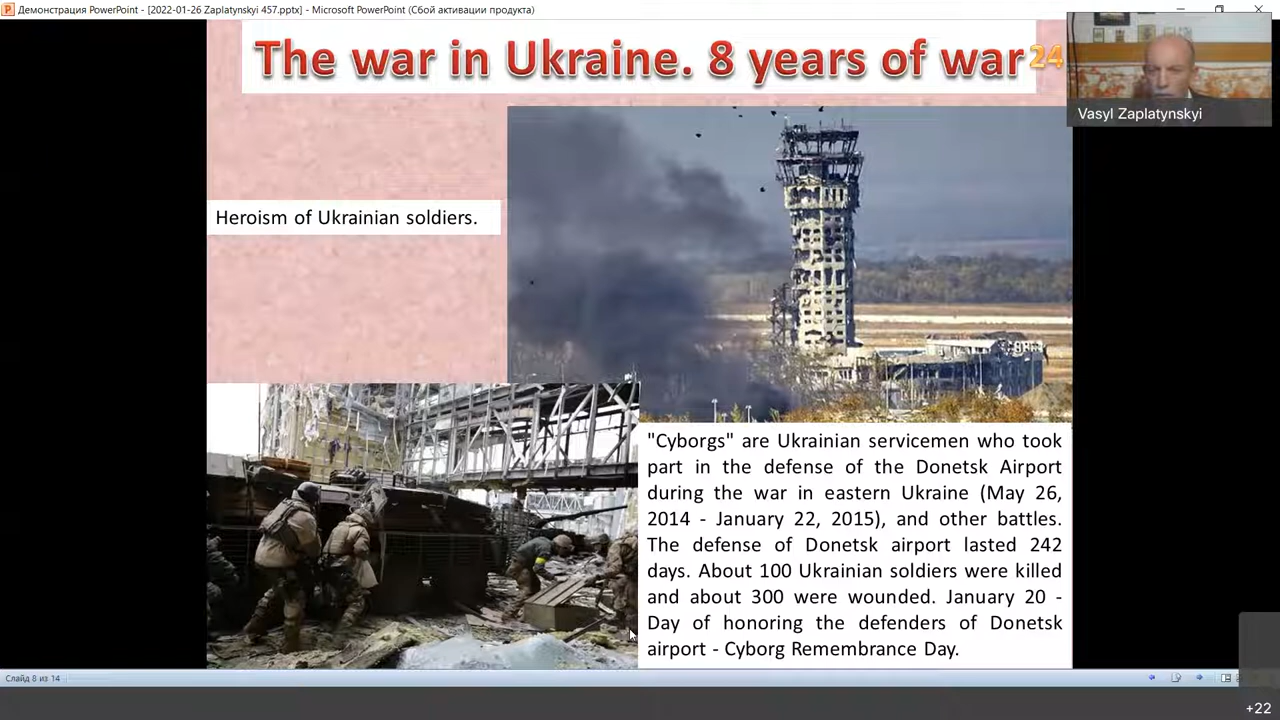 Демонстрация PowerPoint - [2022-01-26 Zaplatynskyi 457.pptx] - Microsoft PowerPoint (Сбой активации продукта)
The war in Ukraine. 8 years of war 24
Vasyl Zaplatynskyi
Heroism of Ukrainian soldiers.
"Cyborgs" are Ukrainian servicemen who took
part in the defense of the Donetsk Airport
during the war in eastern Ukraine (May 26,
2014 - January 22, 2015), and other battles.
The defense of Donetsk airport lasted 242
days. About 100 Ukrainian soldiers were killed
and about 300 were wounded. January 20 -
Day of honoring the defenders of Donetsk
airport - Cyborg Remembrance Day.
Слайд 8 из 14
+22